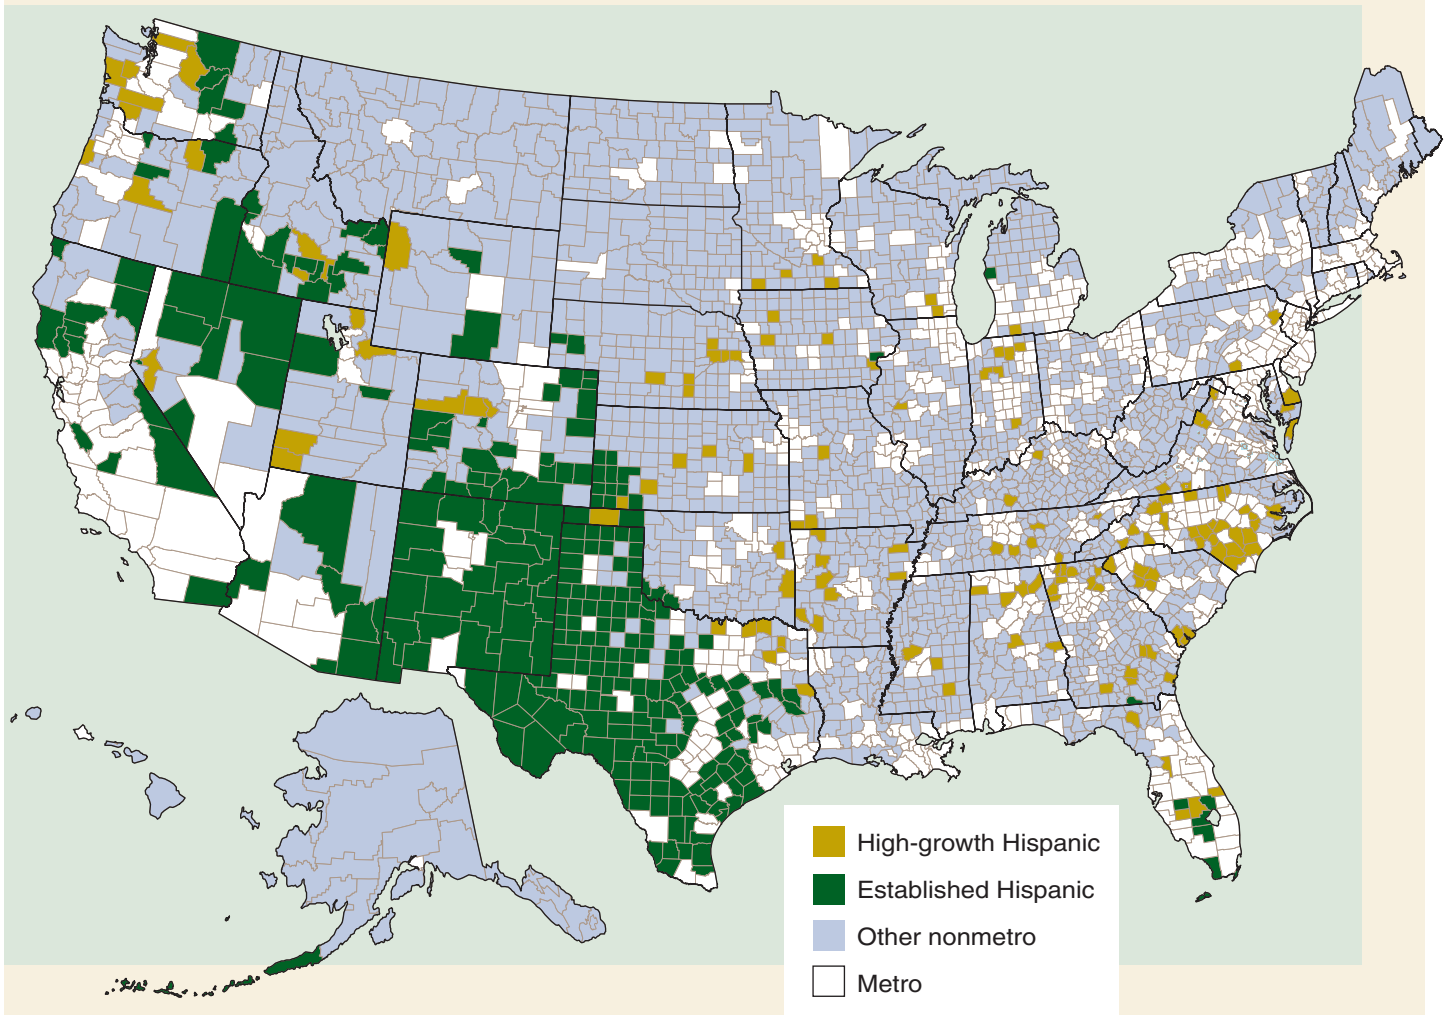 High-growth Hispanic
Established Hispanic
Other nonmetro
Metro